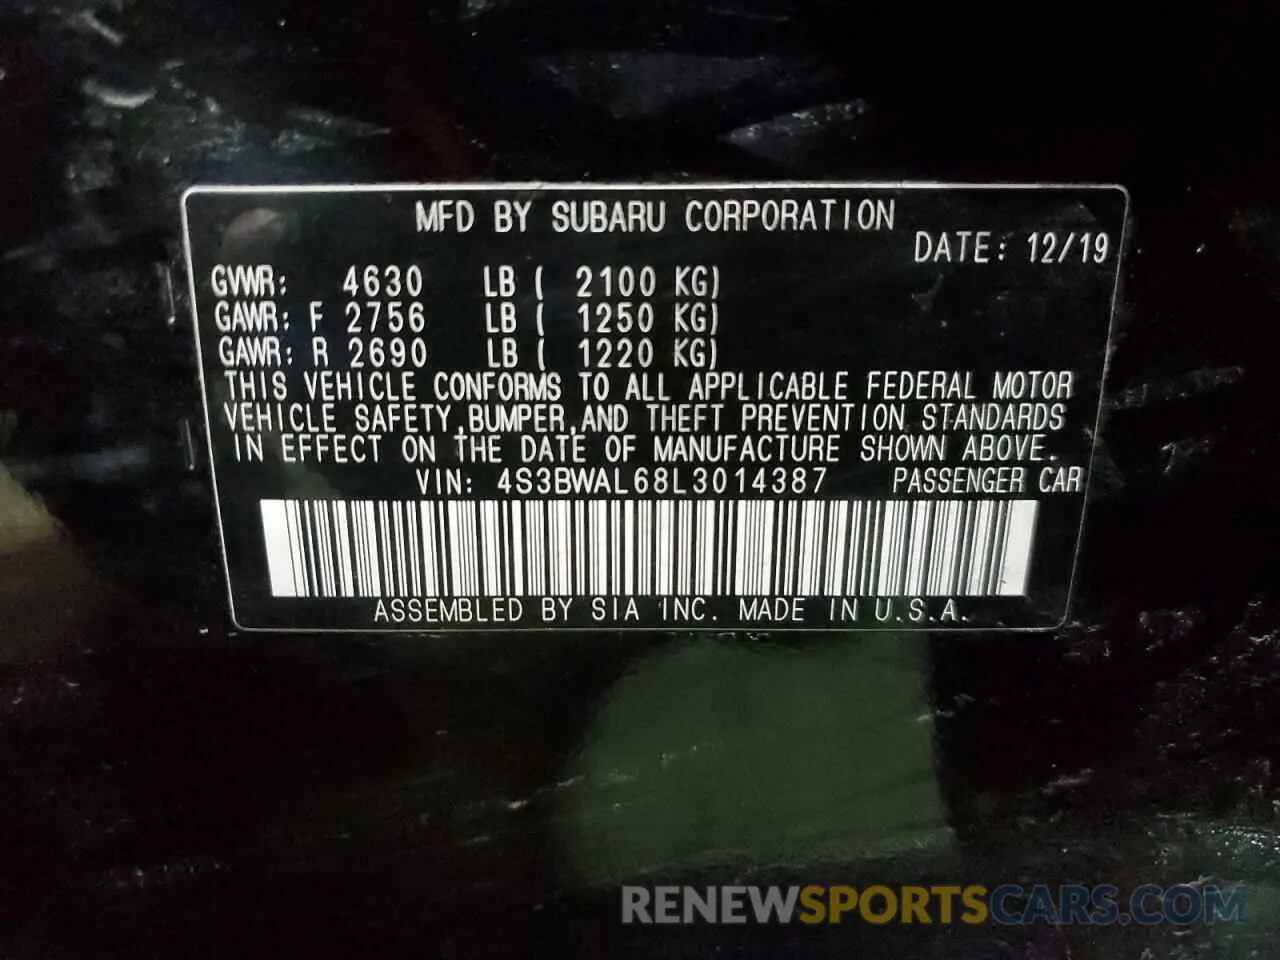 MFD BY SUBARU CORPORATION
DATE: 12/19
GVWR: 4630 LB ( 2100 KG)
GAWR: F 2756 LB ( 1250 KG)
GAWR: R 2690 LB ( 1220 KG)
THIS VEHICLE CONFORMS TO ALL APPLICABLE FEDERAL MOTOR
VEHICLE SAFETY,BUMPER,AND THEFT PREVENTION STANDARDS
IN EFFECT ON THE DATE OF MANUFACTURE SHOWN ABOVE.
VIN: 4S3BWAL68L3014387 PASSENGER CAR
ASSEMBLED BY SIA INC. MADE IN U.S.A.
RENEWSPORTSCARS.COM